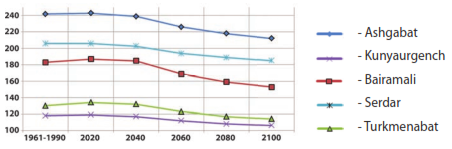 240
220
200
180
160
140
120
100
1961-1990 2020 2040 2060 2080 2100
- Ashgabat
- Kunyaurgench
- Bairamali
- Serdar
- Turkmenabat